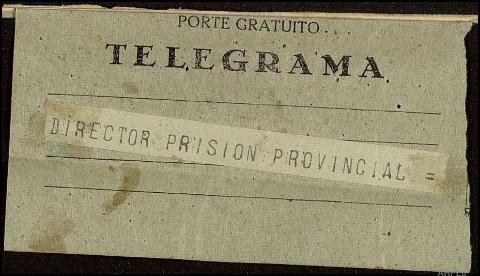 PORTE GRATUITO...
TELEGRAMA
DIRECTOR PRISION PROVINCIAL =